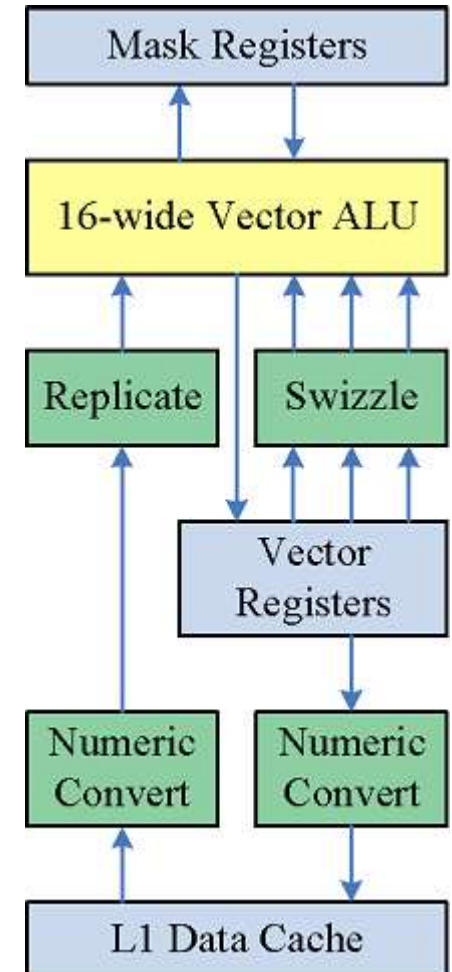 Mask Registers
16-wide Vector ALU
Replicate
Swizzle
Vector
Registers
Numeric
Convert
Numeric
Convert
L1 Data Cache